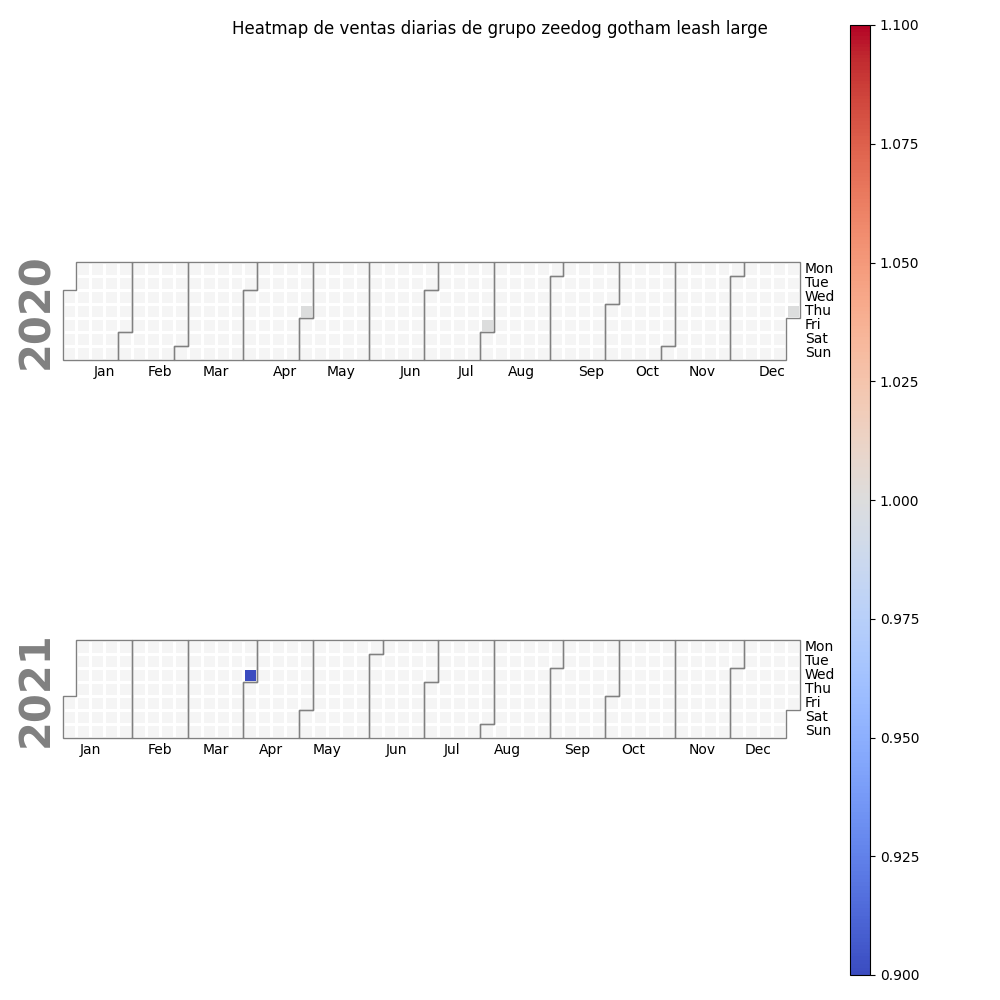 Heatmap de ventas diarias de grupo zeedog gotham leash large
2020
Mon
Tue
Wed
Thu
Fri
Sat
Sun
Jan Feb Mar Apr May Jun Jul Aug Sep Oct Nov Dec
2021
Mon
Tue
Wed
Thu
Fri
Sat
Sun
Jan Feb Mar Apr May Jun Jul Aug Sep Oct Nov Dec
1.100
1.075
1.050
1.025
1.000
0.975
0.950
0.925
0.900